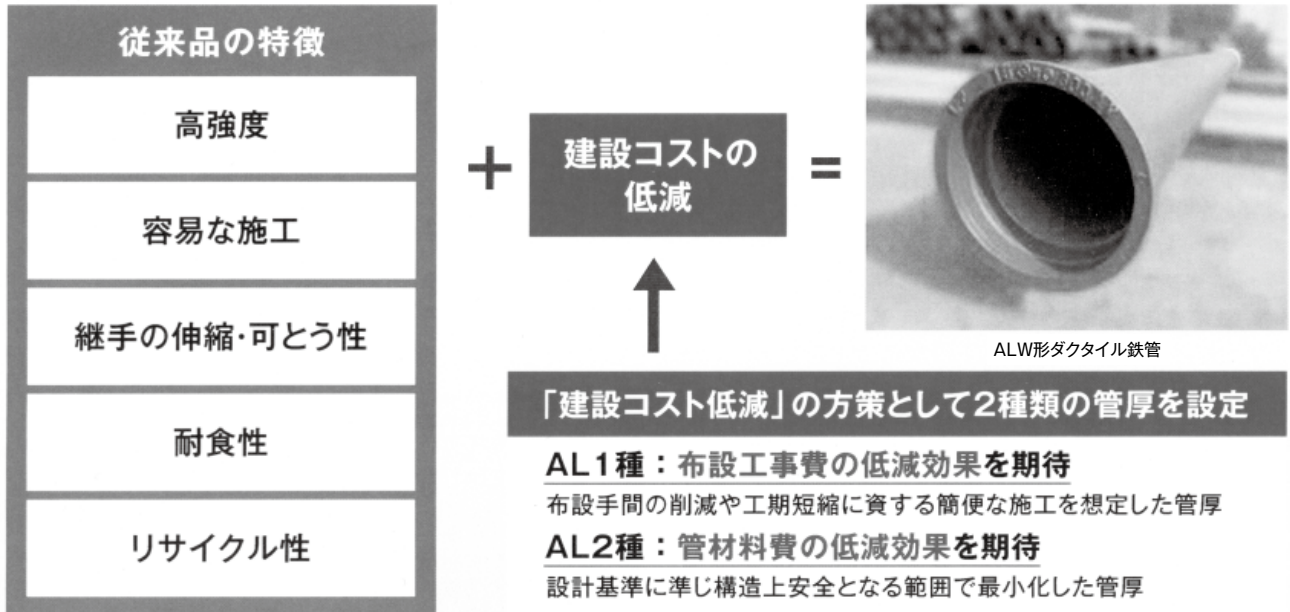 従来品の特徴
高強度
容易な施工
継手の伸縮・可とう性
耐食性
リサイクル性
+
建設コストの
低減
=
ALW形ダクタイル鉄管
「建設コスト低減」の方策として2種類の管厚を設定
AL1種：布設工事費の低減効果を期待
布設手間の削減や工期短縮に資する簡便な施工を想定した管厚
AL2種：管材料費の低減効果を期待
設計基準に準じ構造上安全となる範囲で最小化した管厚